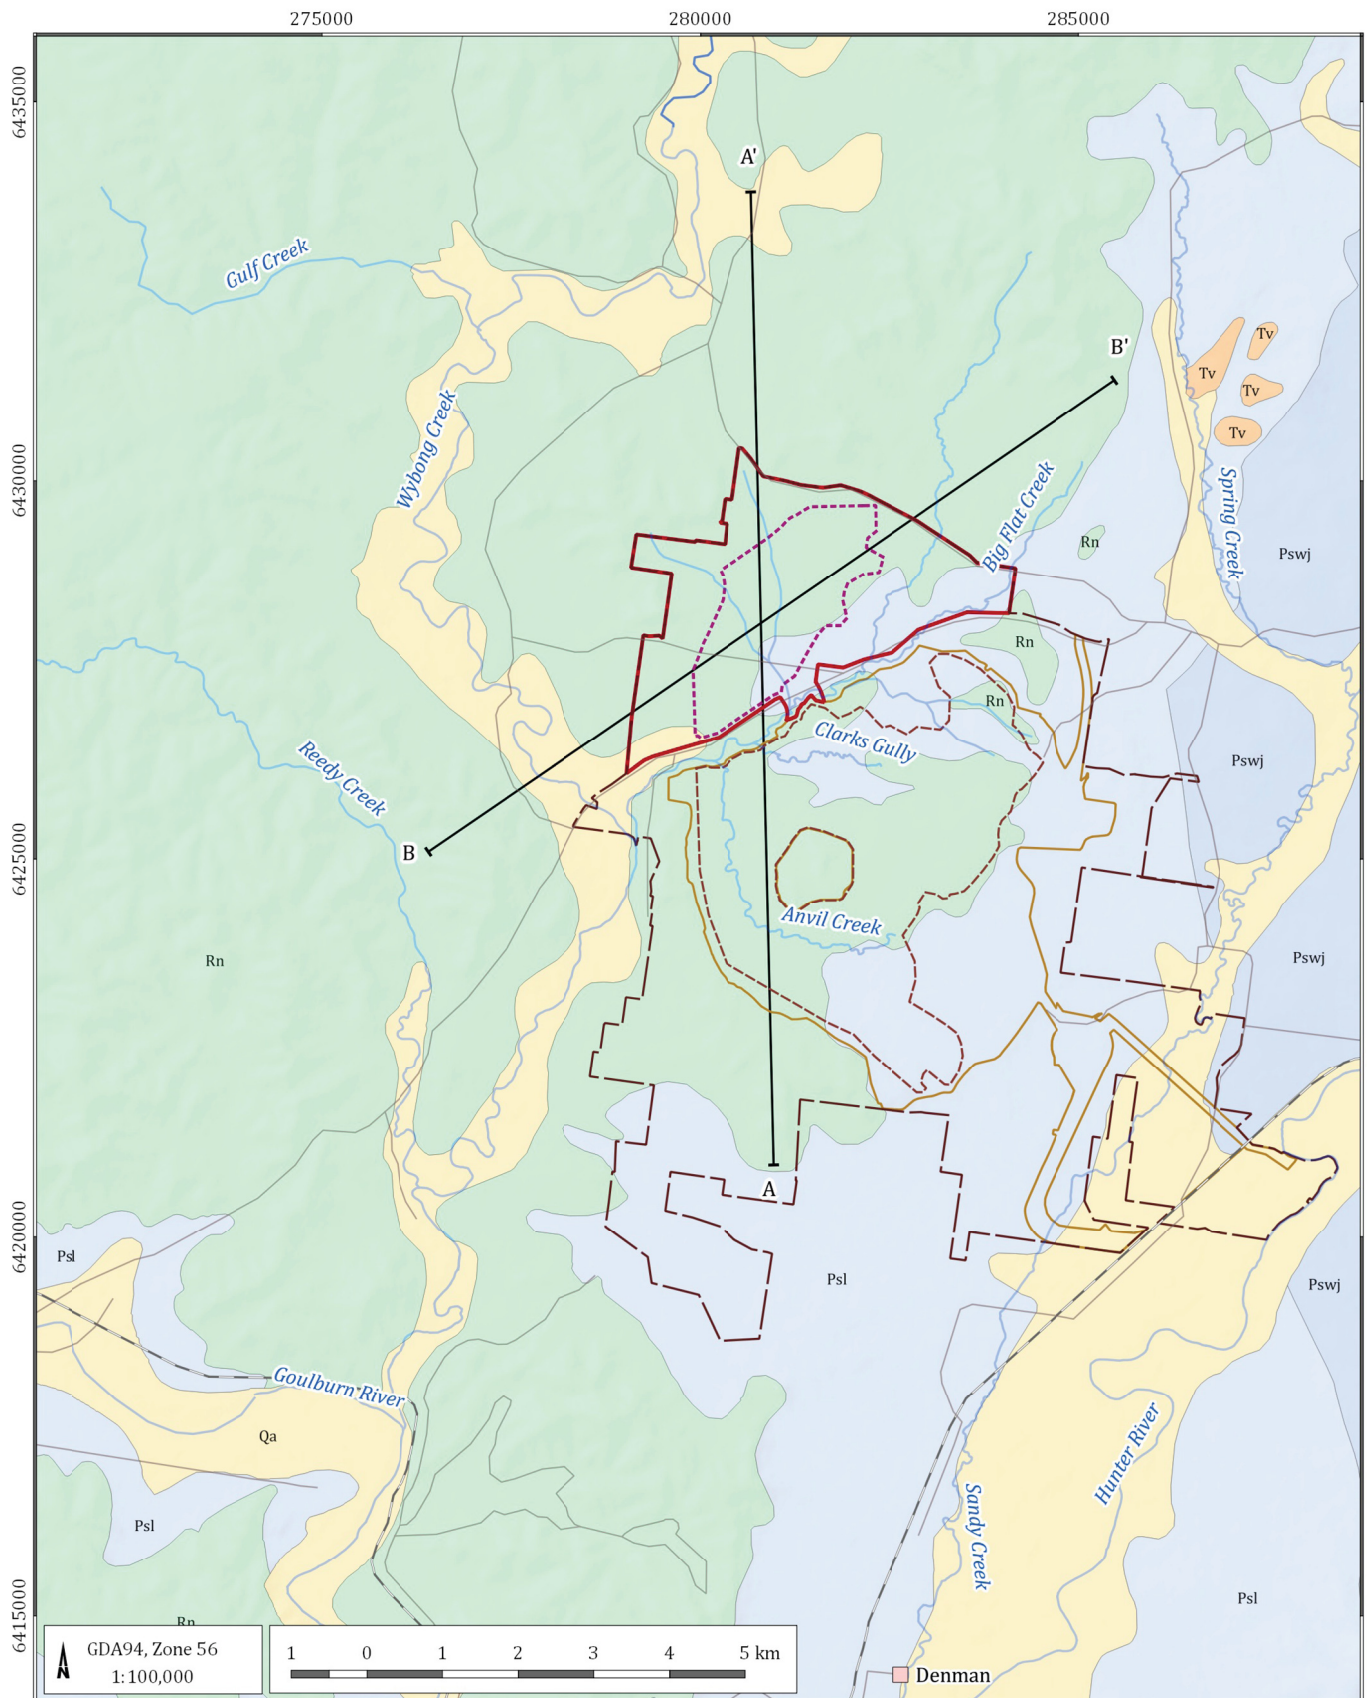 275000
280000
285000
6435000
A'
Gulf Creek
Tv
B'
Tv
Tv
Wybong Creek
Tv
6430000
Spring Creek
Big Flat Creek
Rn
Pswj
Rn
Rn
Clarks Gully
Pswj
Reedy Creek
B
6425000
Anvil Creek
Rn
Pswj
A
6420000
Psl
Psl
Pswj
Goulburn River
Qa
Hunter River
Psl
Sandy Creek
Psl
6415000
Rn
GDA94, Zone 56
1:100,000
N
1 0 1 2 3 4 5 km
Denman